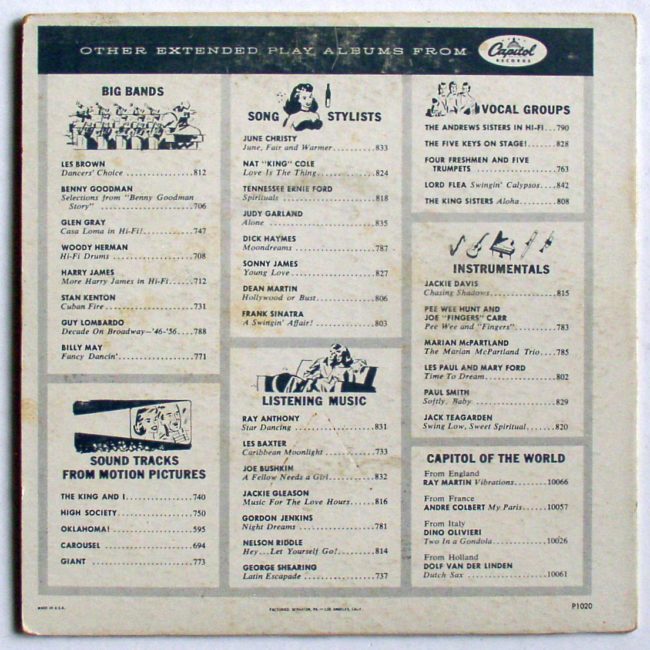 OTHER EXTENDED PLAY ALBUMS FROM Capitol RECORDS
BIG BANDS
LES BROWN
Dancers' Choice ............ 812
BENNY GOODMAN
Selections from "Benny Goodman
Story" ............ 706
GLEN GRAY
Casa Loma in Hi-Fi! ............ 747
WOODY HERMAN
Hi-Fi Drums ............ 708
HARRY JAMES
More Harry James in Hi-Fi ..... 712
STAN KENTON
Cuban Fire ............ 731
GUY LOMBARDO
Decade On Broadway—'46-'56 .... 788
BILLY MAY
Fancy Dancin' ............ 771
SOUND TRACKS
FROM MOTION PICTURES
THE KING AND I ............ 740
HIGH SOCIETY ............ 750
OKLAHOMA! ............ 595
CAROUSEL ............ 694
GIANT ............ 773
SONG STYLISTS
JUNE CHRISTY
June, Fair and Warmer ............ 833
NAT "KING" COLE
Love Is The Thing ............ 824
TENNESSEE ERNIE FORD
Spirituals ............ 818
JUDY GARLAND
Alone ............ 835
DICK HAYMES
Moondreams ............ 787
SONNY JAMES
Young Love ............ 827
DEAN MARTIN
Hollywood or Bust ............ 806
FRANK SINATRA
A Swingin' Affair! ............ 803
LISTENING MUSIC
RAY ANTHONY
Star Dancing ............ 831
LES BAXTER
Caribbean Moonlight ............ 733
JOE BUSHKIN
A Fellow Needs a Girl ............ 832
JACKIE GLEASON
Music For The Love Hours ...... 816
GORDON JENKINS
Night Dreams ............ 781
NELSON RIDDLE
Hey...Let Yourself Go! ............ 814
GEORGE SHEARING
Latin Escapade ............ 737
VOCAL GROUPS
THE ANDREWS SISTERS IN HI-FI ... 790
THE FIVE KEYS ON STAGE! ...... 828
FOUR FRESHMEN AND FIVE
TRUMPETS ............ 763
LORD FLEA Swingin' Calypsos .... 842
THE KING SISTERS Aloha ........ 808
INSTRUMENTALS
JACKIE DAVIS
Chasing Shadows ............ 815
PEE WEE HUNT AND
JOE "FINGERS" CARR
Pee Wee and "Fingers" ............ 783
MARIAN McPARTLAND
The Marian McPartland Trio ... 785
LES PAUL AND MARY FORD
Time To Dream ............ 802
PAUL SMITH
Softly, Baby ............ 829
JACK TEAGARDEN
Swing Low, Sweet Spiritual ..... 820
CAPITOL OF THE WORLD
From England
RAY MARTIN Vibrations ........ 10066
From France
ANDRE COLBERT My Paris ..... 10057
From Italy
DINO OLIVIERI
Two in a Gondola ............ 10026
From Holland
DOLF VAN DER LINDEN
Dutch Sax ............ 10061
MADE IN U.S.A.
FACTORIES: SCRANTON, PA.—LOS ANGELES, CALIF.
P1020